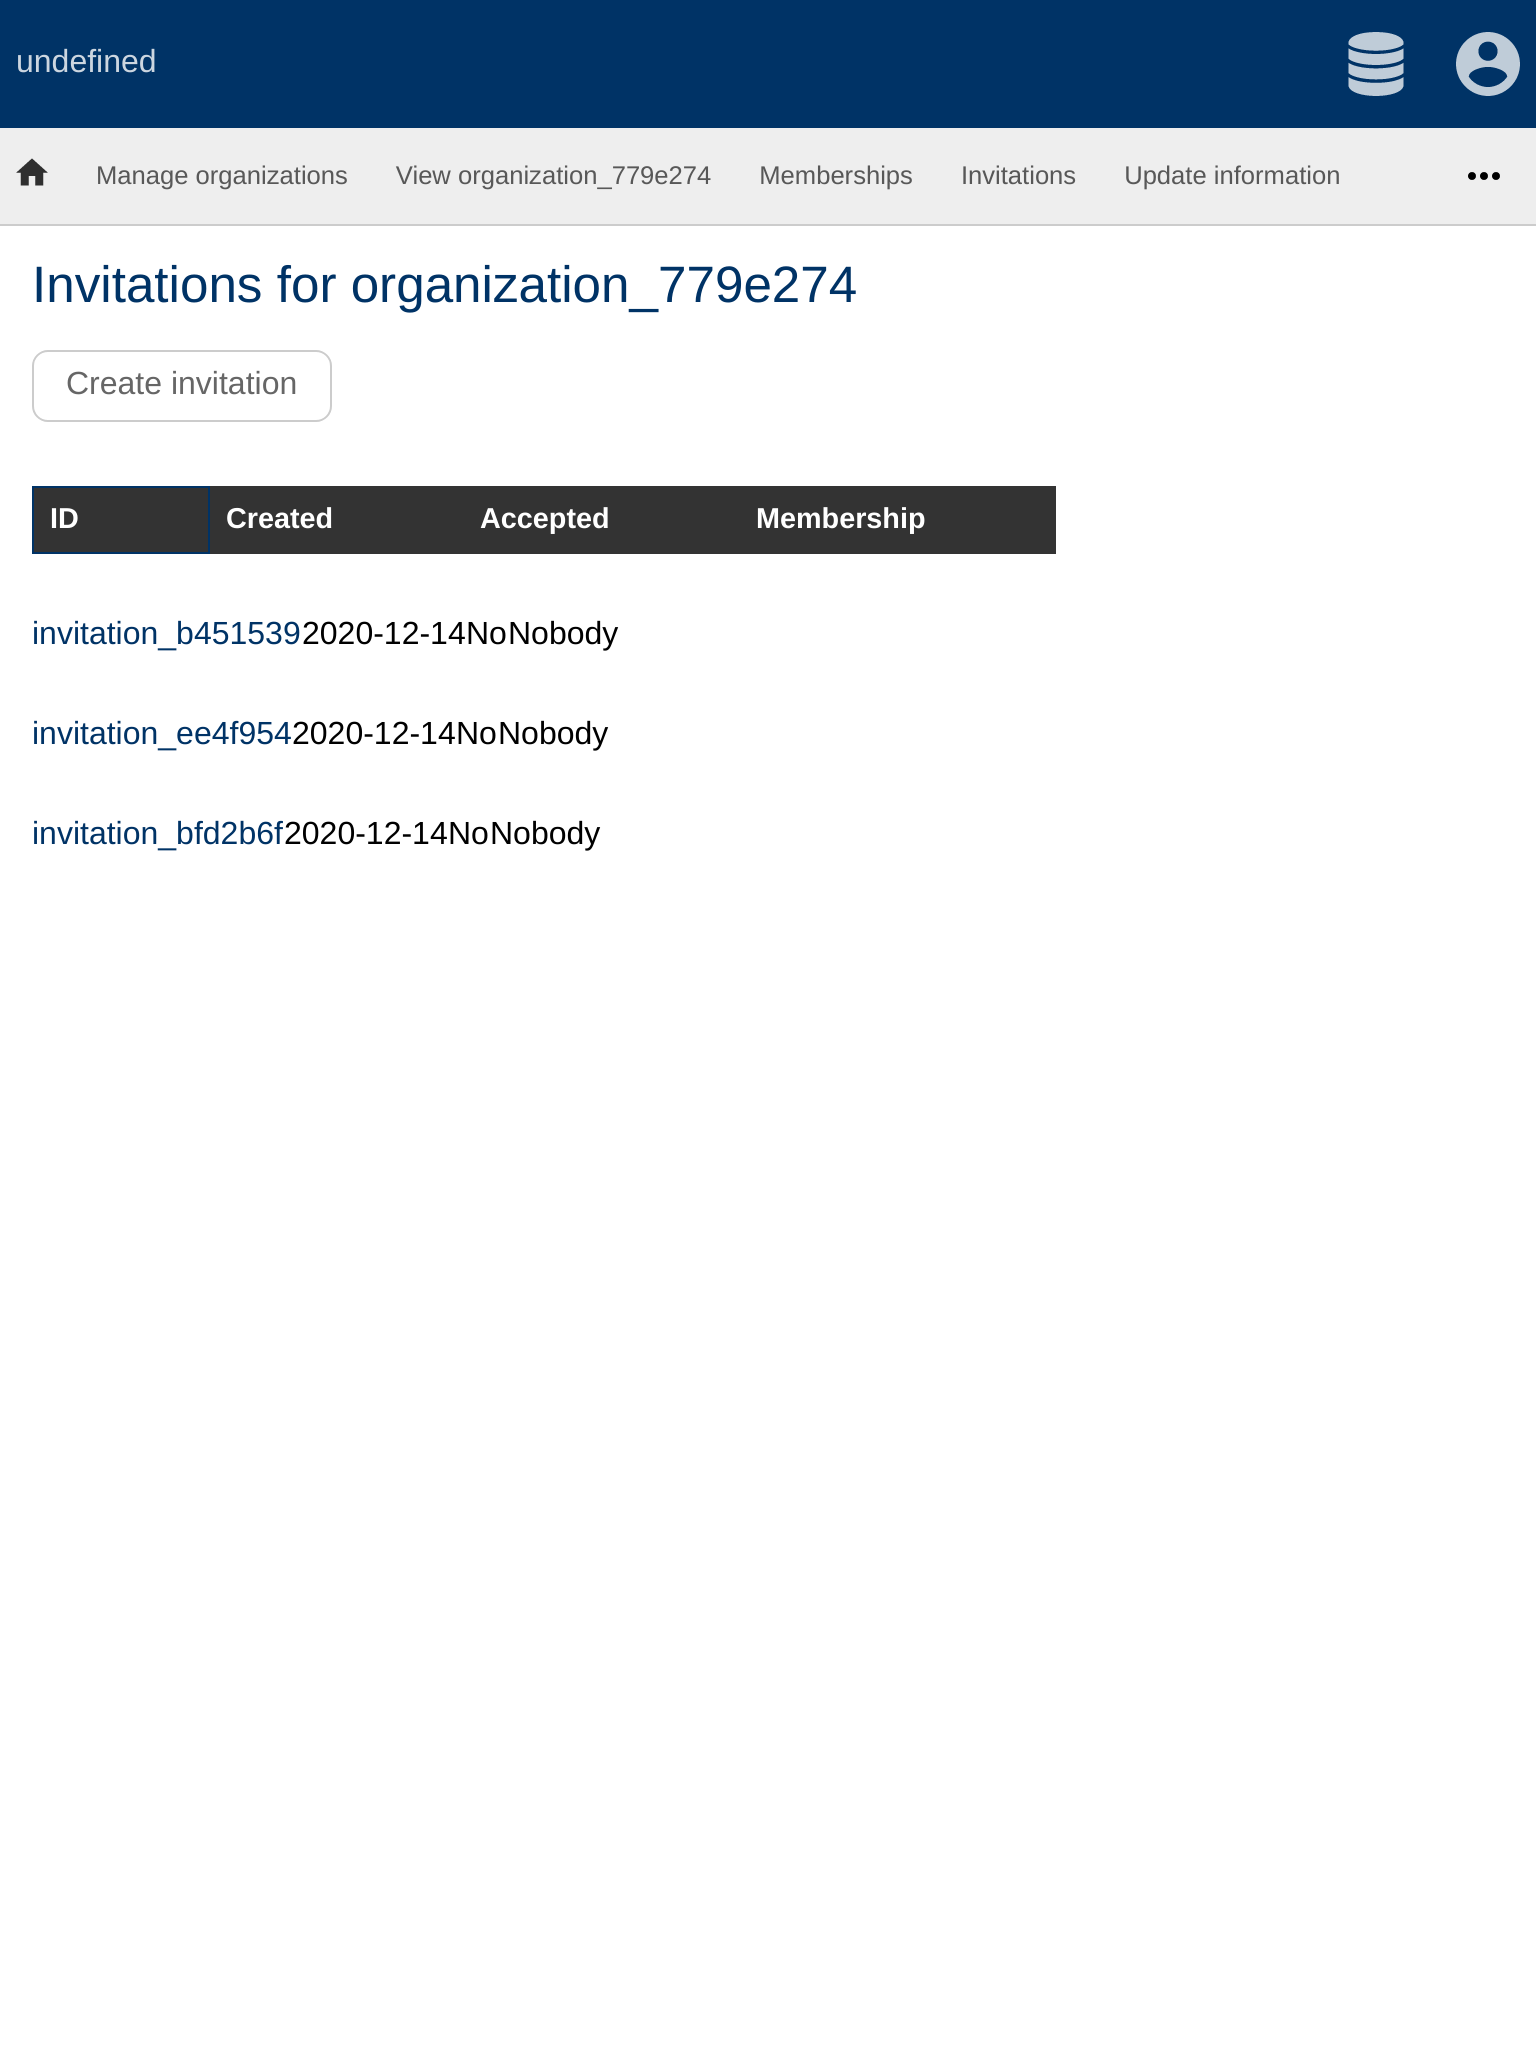 undefined
Manage organizations View organization_779e274 Memberships Invitations Update information
Invitations for organization_779e274
Create invitation
ID Created Accepted Membership
invitation_b4515392020-12-14NoNobody
invitation_ee4f9542020-12-14NoNobody
invitation_bfd2b6f2020-12-14NoNobody